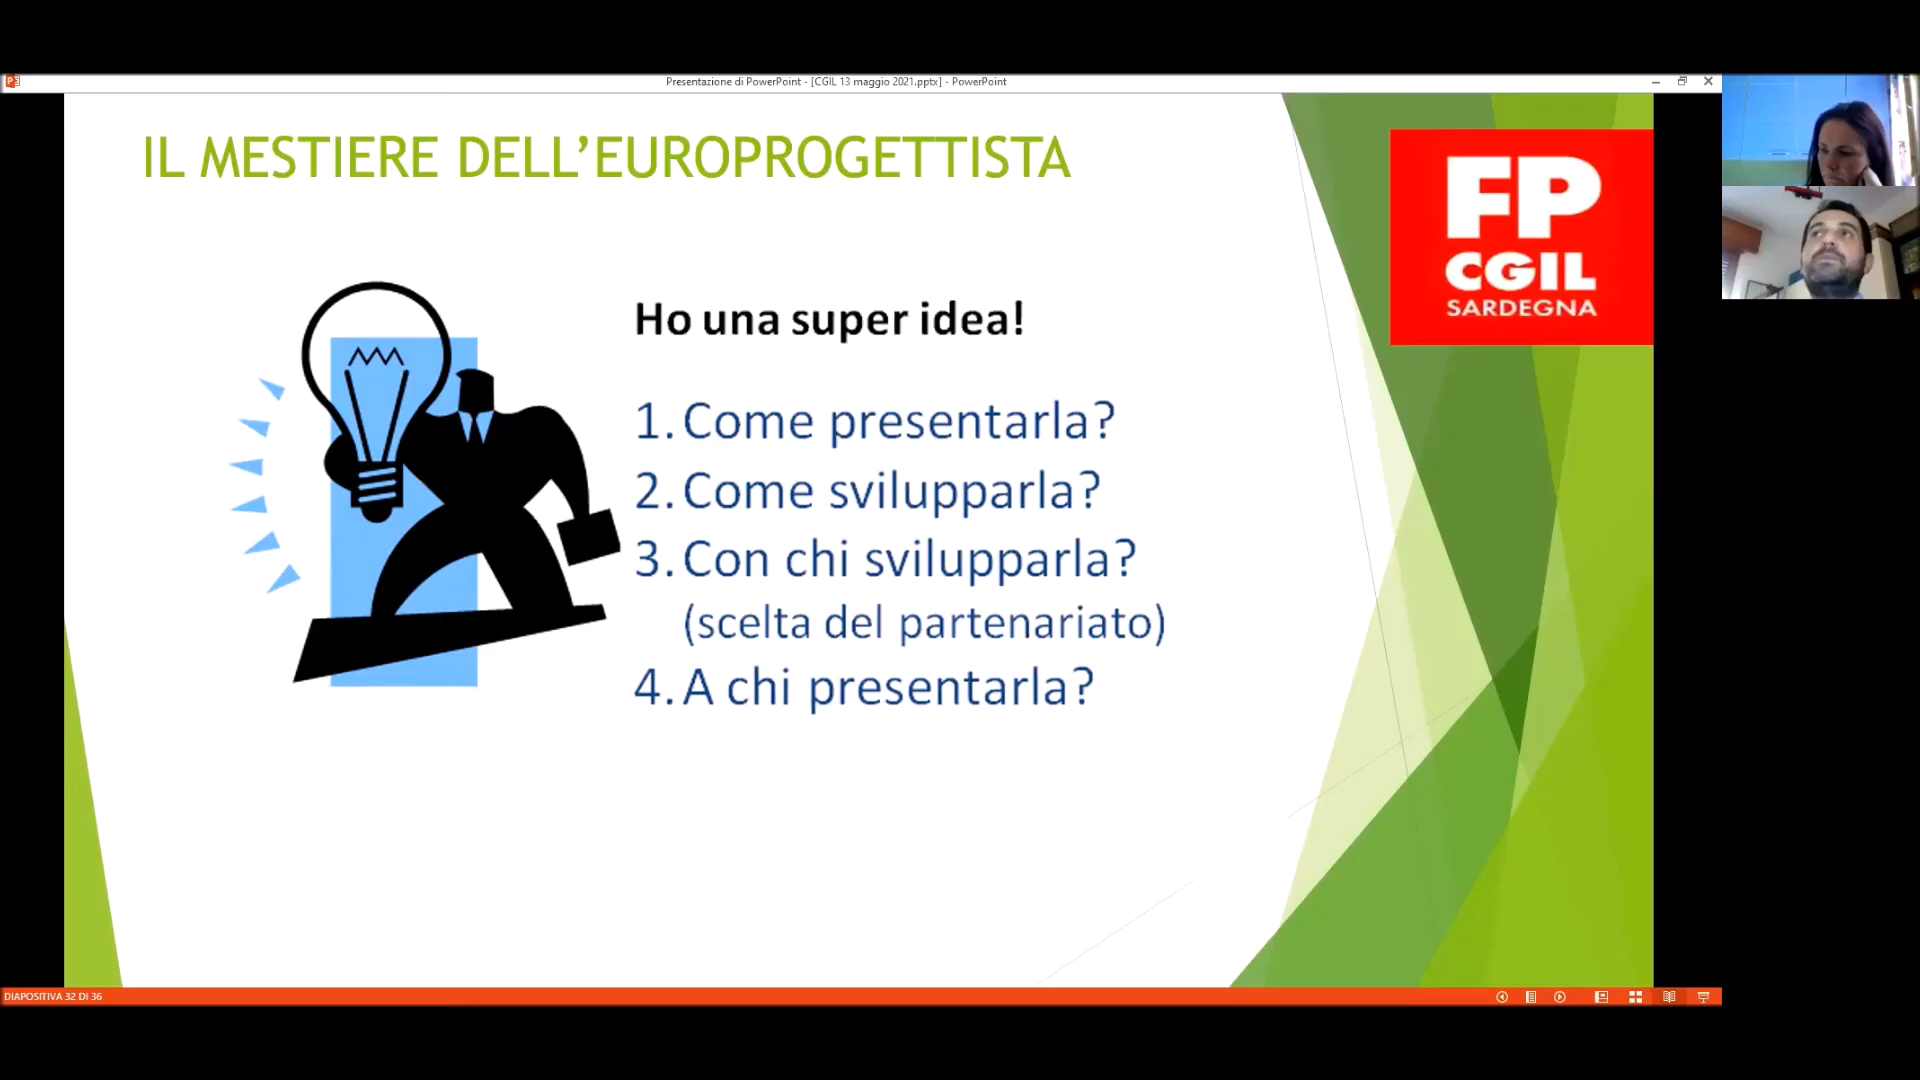 Presentazione di PowerPoint - [CGIL 13 maggio 2021.pptx] - PowerPoint
IL MESTIERE DELL’EUROPROGETTISTA
FP
CGIL
SARDEGNA
Ho una super idea!
1. Come presentarla?
2. Come svilupparla?
3. Con chi svilupparla?
(scelta del partenariato)
4. A chi presentarla?
DIAPOSITIVA 32 DI 36